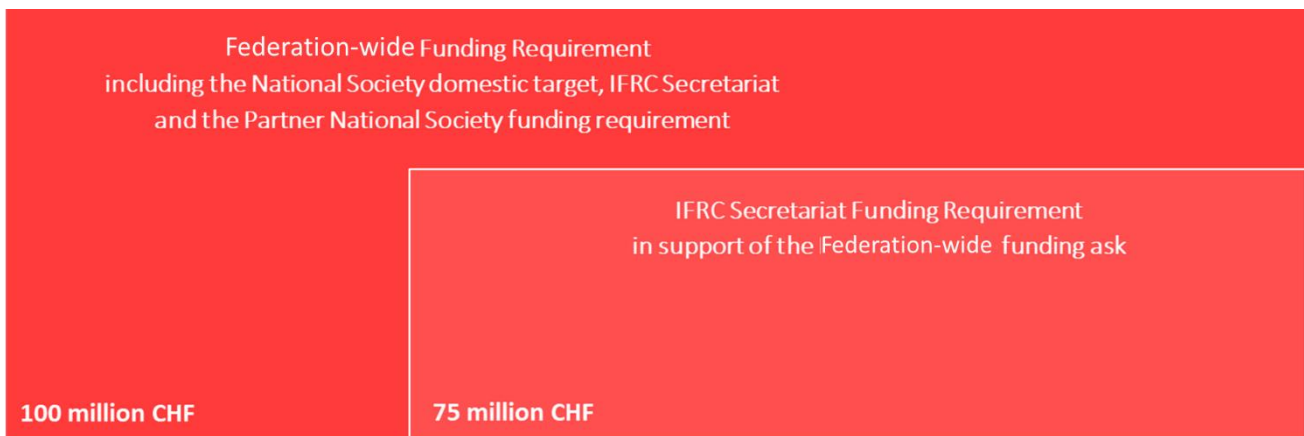 Federation-wide Funding Requirement
including the National Society domestic target, IFRC Secretariat
and the Partner National Society funding requirement
IFRC Secretariat Funding Requirement
in support of the Federation-wide funding ask
100 million CHF
75 million CHF